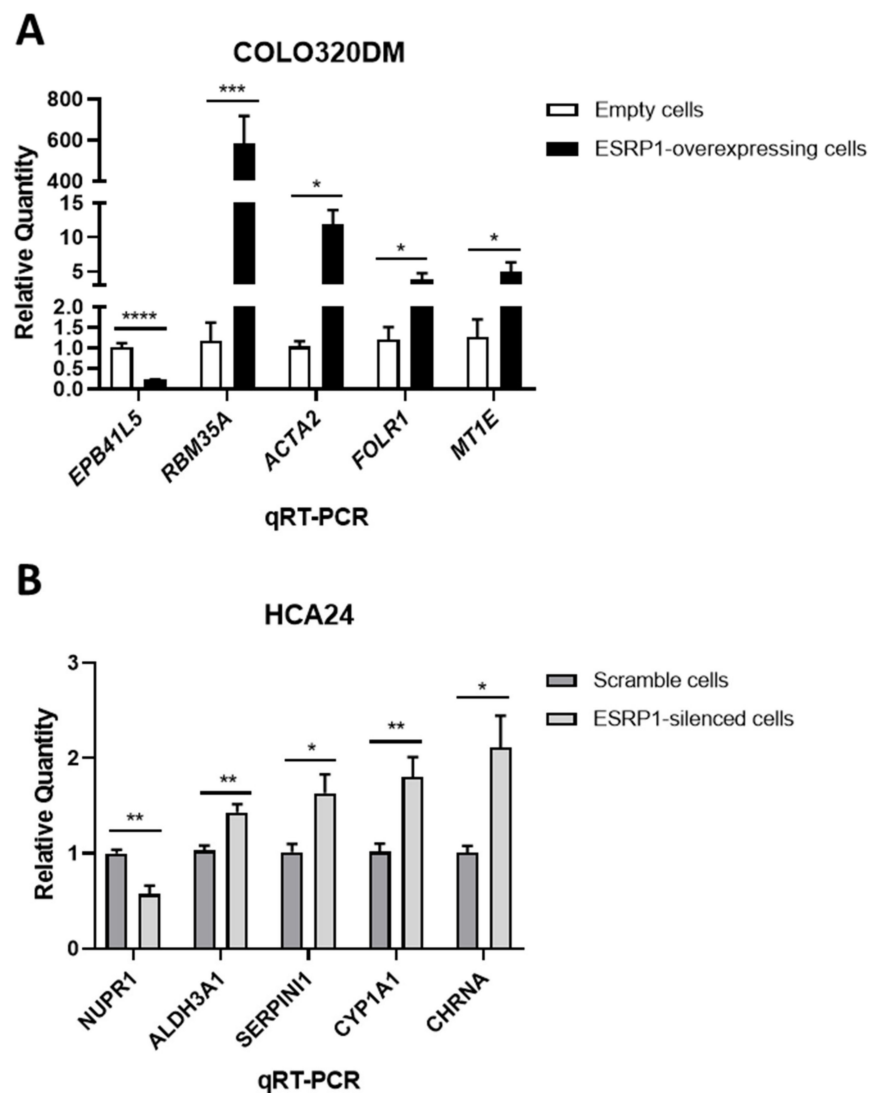 A
COLO320DM
Relative Quantity
800
600
400
15
10
5
2.0
1.5
1.0
0.5
0.0
****
***
*
*
*
EPB41L5
RBM35A
ACTA2
FOLR1
MT1E
qRT-PCR
Empty cells
ESRP1-overexpressing cells
B
HCA24
Relative Quantity
3
2
1
0
**
**
*
**
*
NUPR1
ALDH3A1
SERPINI1
CYP1A1
CHRNA
qRT-PCR
Scramble cells
ESRP1-silenced cells